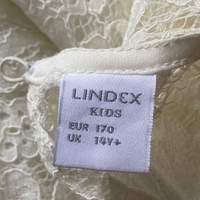 LINDEX
KIDS
EUR 170
UK 14Y+